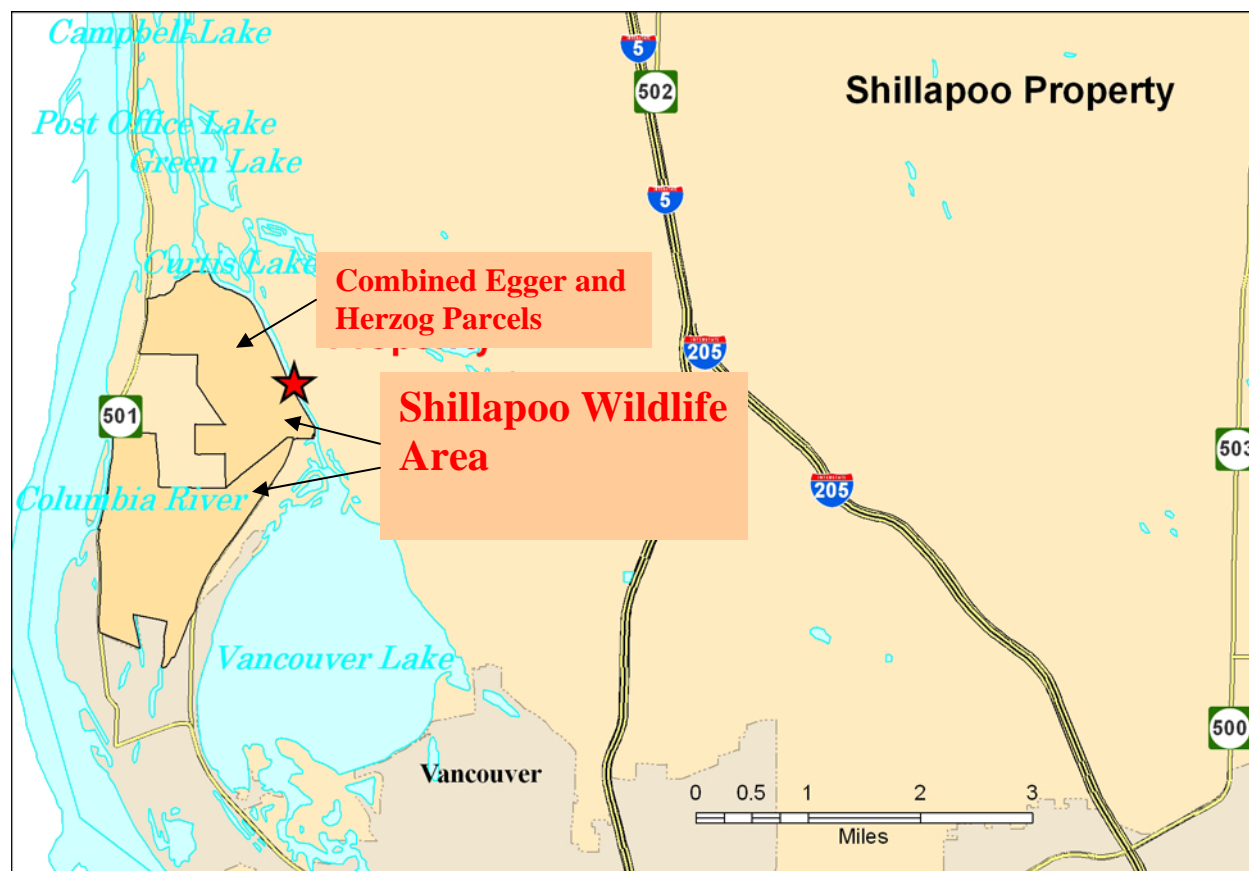 Campbell Lake
5
502
Shillapoo Property
Post Office Lake
Green Lake
INTERSTATE
5
Curtis Lake
Combined Egger and
Herzog Parcels
INTERSTATE
205
501
Shillapoo Wildlife
Area
503
205
Columbia River
Vancouver Lake
500
Vancouver
0 0.5 1 2 3
Miles